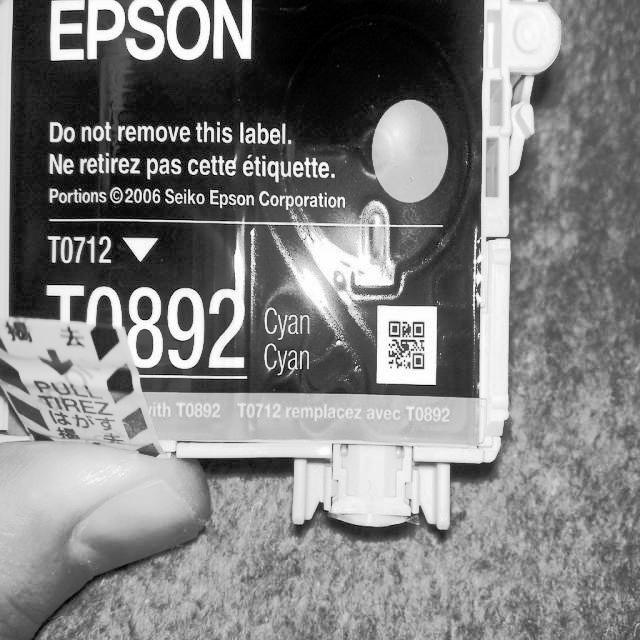 EPSON
Do not remove this label.
Ne retirez pas cette étiquette.
Portions ©2006 Seiko Epson Corporation
T0712
T0892
Cyan
Cyan
with T0892 T0712 remplacez avec T0892
PULL
TIREZ
はがす